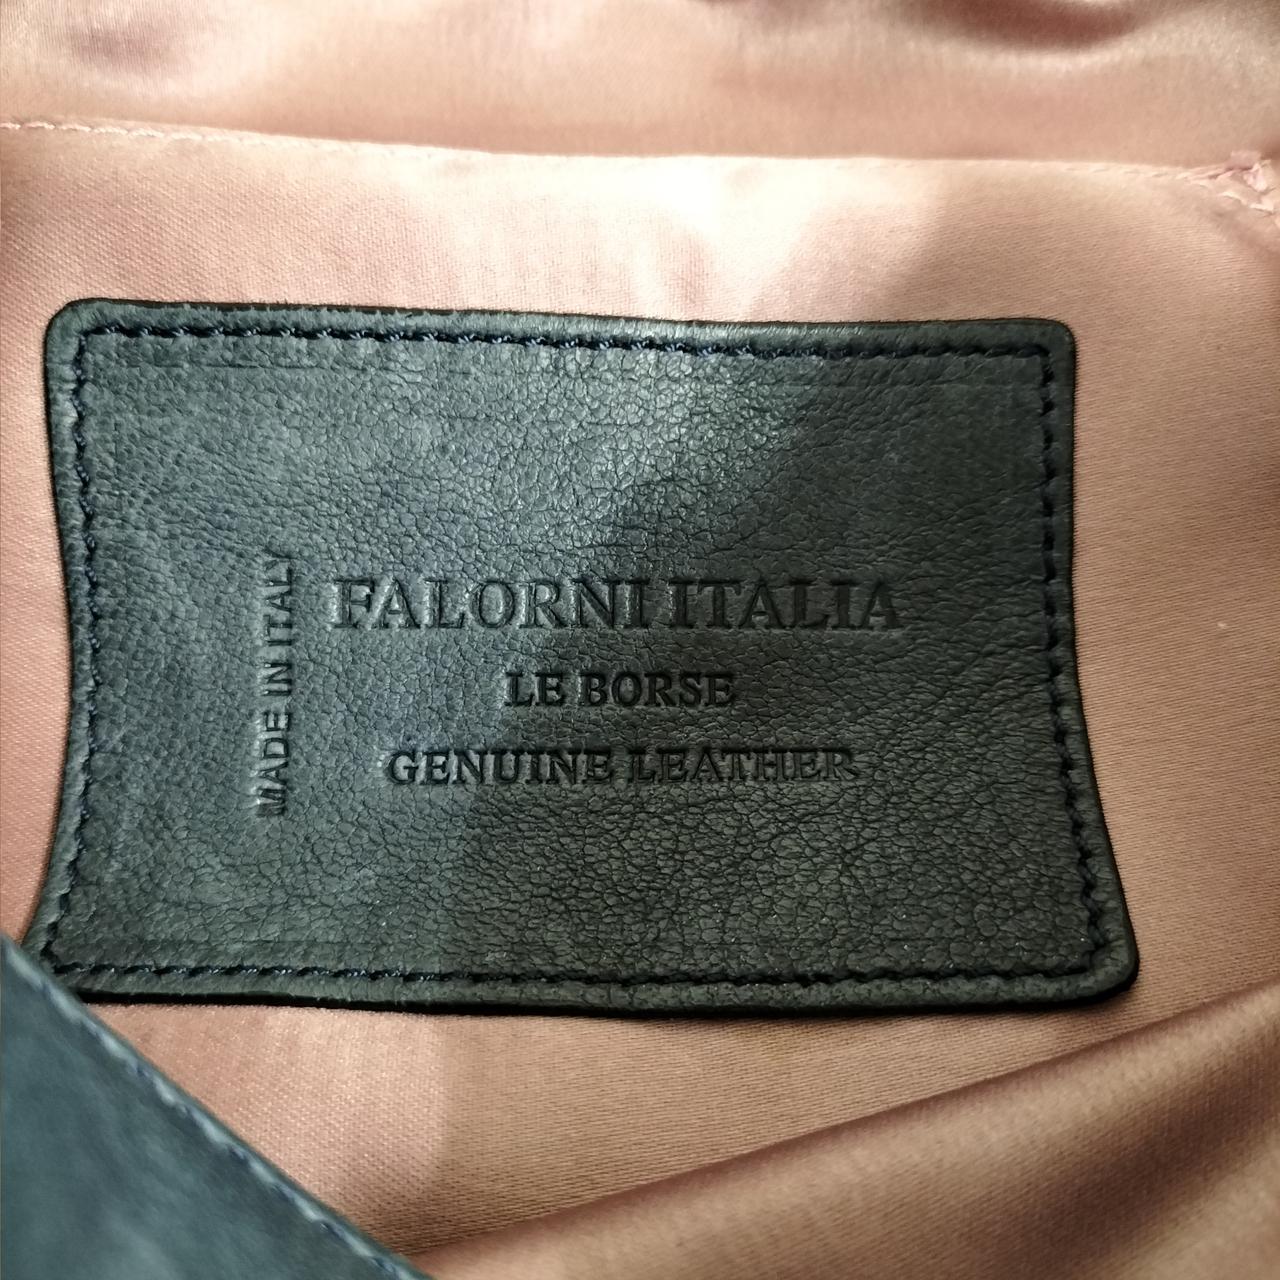 MADE IN ITALY
FALORNI ITALIA
LE BORSE
GENUINE LEATHER